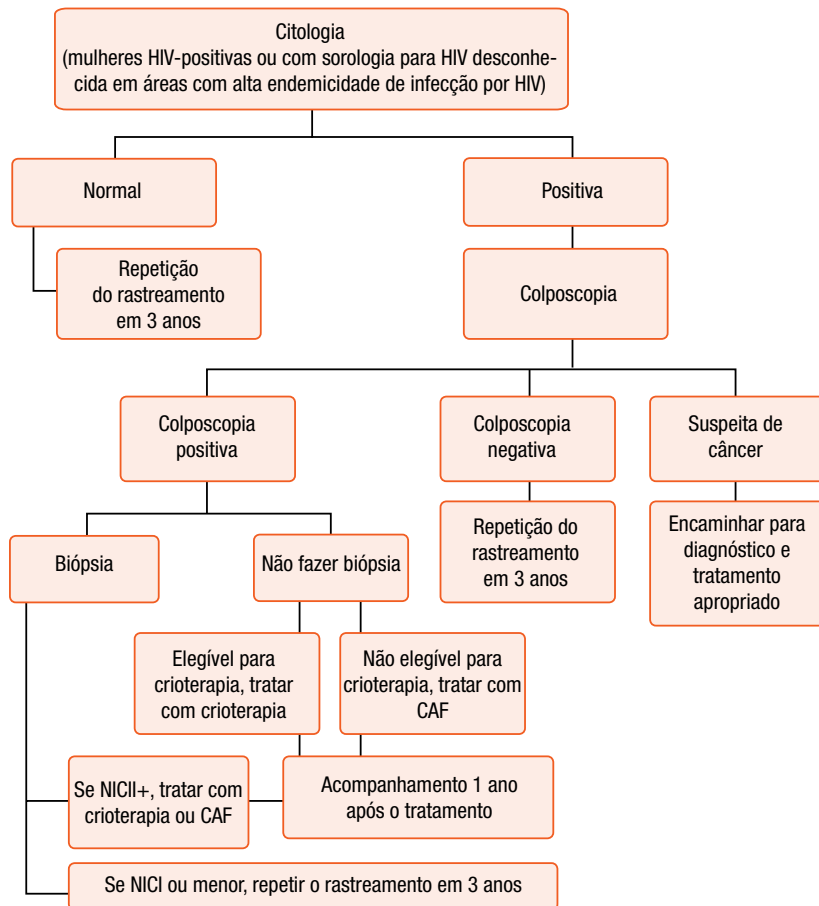 Citologia
(mulheres HIV-positivas ou com sorologia para HIV desconhe-
cida em áreas com alta endemicidade de infecção por HIV)
Normal
Positiva
Repetição
do rastreamento
em 3 anos
Colposcopia
Colposcopia
positiva
Colposcopia
negativa
Suspeita de
câncer
Biópsia
Não fazer biópsia
Repetição do
rastreamento
em 3 anos
Encaminhar para
diagnóstico e
tratamento
apropriado
Elegível para
crioterapia, tratar
com crioterapia
Não elegível para
crioterapia, tratar com
CAF
Se NICII+, tratar com
crioterapia ou CAF
Acompanhamento 1 ano
após o tratamento
Se NICI ou menor, repetir o rastreamento em 3 anos